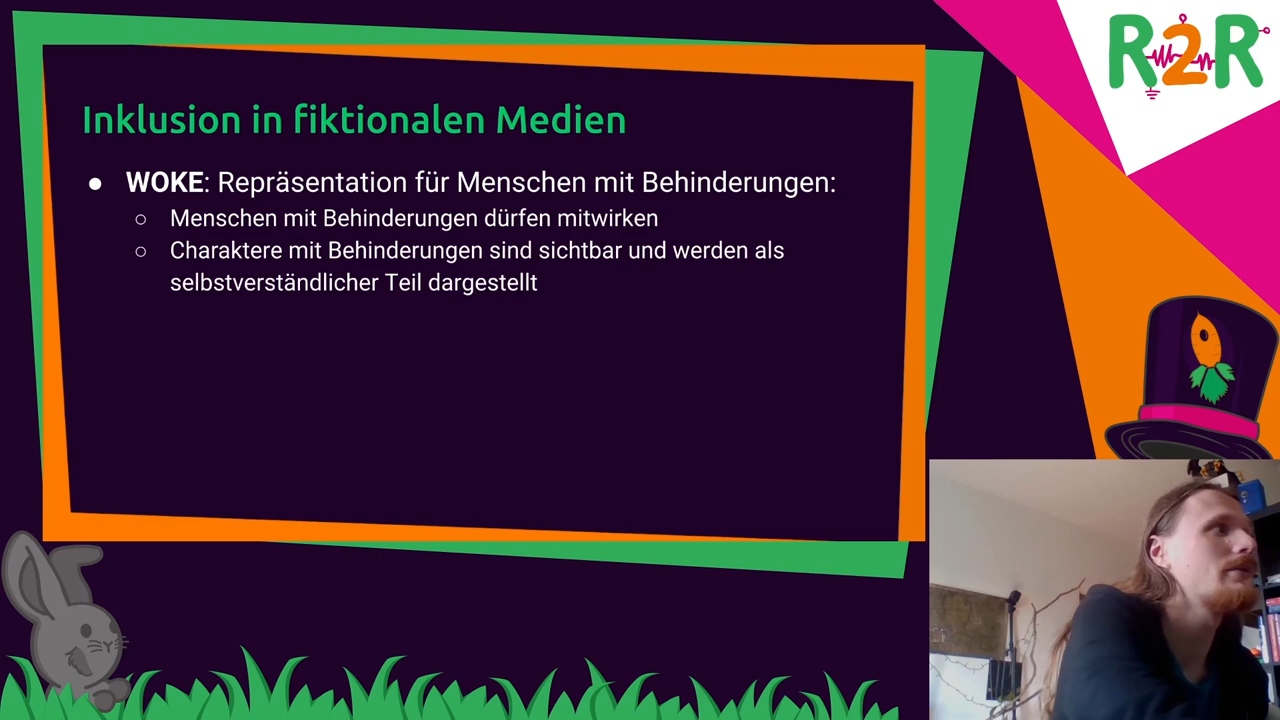 R2R
Inklusion in fiktionalen Medien
● WOKE: Repräsentation für Menschen mit Behinderungen:
○ Menschen mit Behinderungen dürfen mitwirken
○ Charaktere mit Behinderungen sind sichtbar und werden als
selbstverständlicher Teil dargestellt